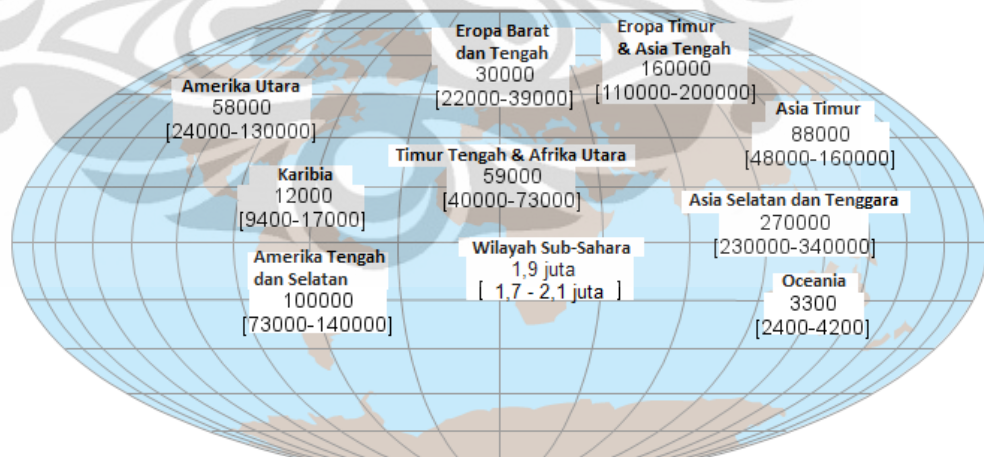 Eropa Barat
dan Tengah
30000
[22000-39000]
Eropa Timur
& Asia Tengah
160000
[110000-200000]
Amerika Utara
58000
[24000-130000]
Asia Timur
88000
[48000-160000]
Timur Tengah & Afrika Utara
59000
[40000-73000]
Karibia
12000
[9400-17000]
Asia Selatan dan Tenggara
270000
[230000-340000]
Wilayah Sub-Sahara
1,9 juta
[ 1,7 - 2,1 juta ]
Amerika Tengah
dan Selatan
100000
[73000-140000]
Oceania
3300
[2400-4200]